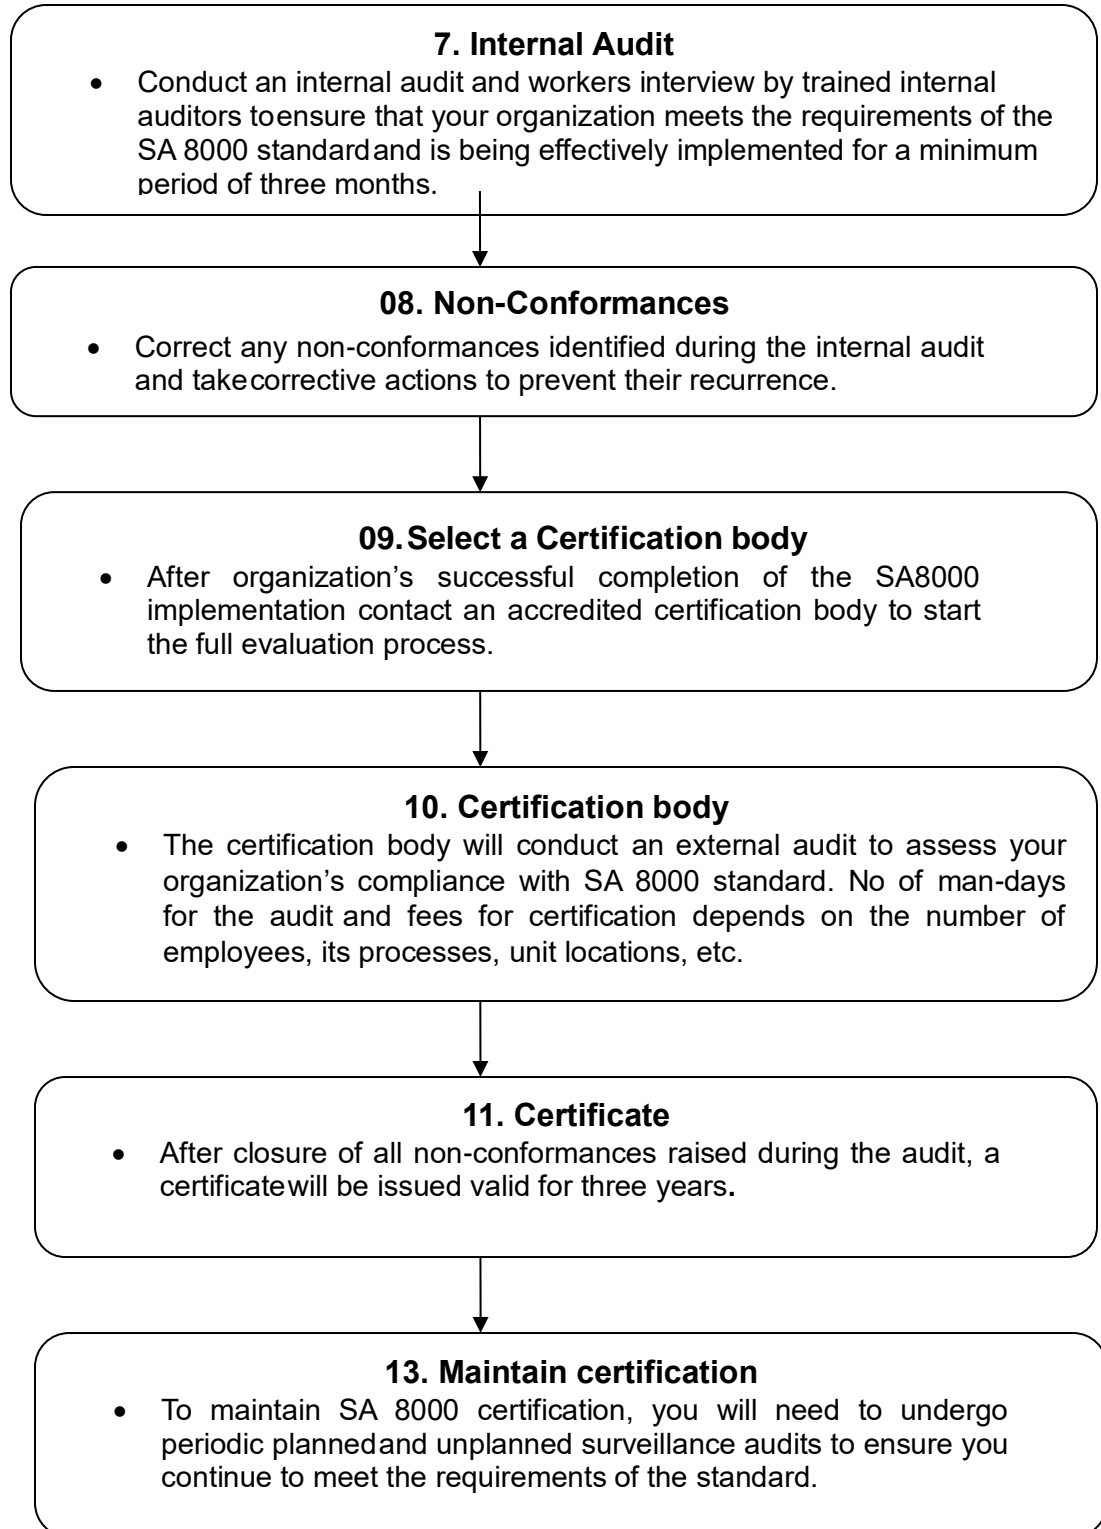 7. Internal Audit
• Conduct an internal audit and workers interview by trained internal
auditors toensure that your organization meets the requirements of the
SA 8000 standardand is being effectively implemented for a minimum
period of three months.
08. Non-Conformances
• Correct any non-conformances identified during the internal audit
and takecorrective actions to prevent their recurrence.
09.Select a Certification body
• After organization’s successful completion of the SA8000
implementation contact an accredited certification body to start
the full evaluation process.
10. Certification body
• The certification body will conduct an external audit to assess your
organization’s compliance with SA 8000 standard. No of man-days
for the audit and fees for certification depends on the number of
employees, its processes, unit locations, etc.
11. Certificate
• After closure of all non-conformances raised during the audit, a
certificatewill be issued valid for three years.
13. Maintain certification
• To maintain SA 8000 certification, you will need to undergo
periodic plannedand unplanned surveillance audits to ensure you
continue to meet the requirements of the standard.